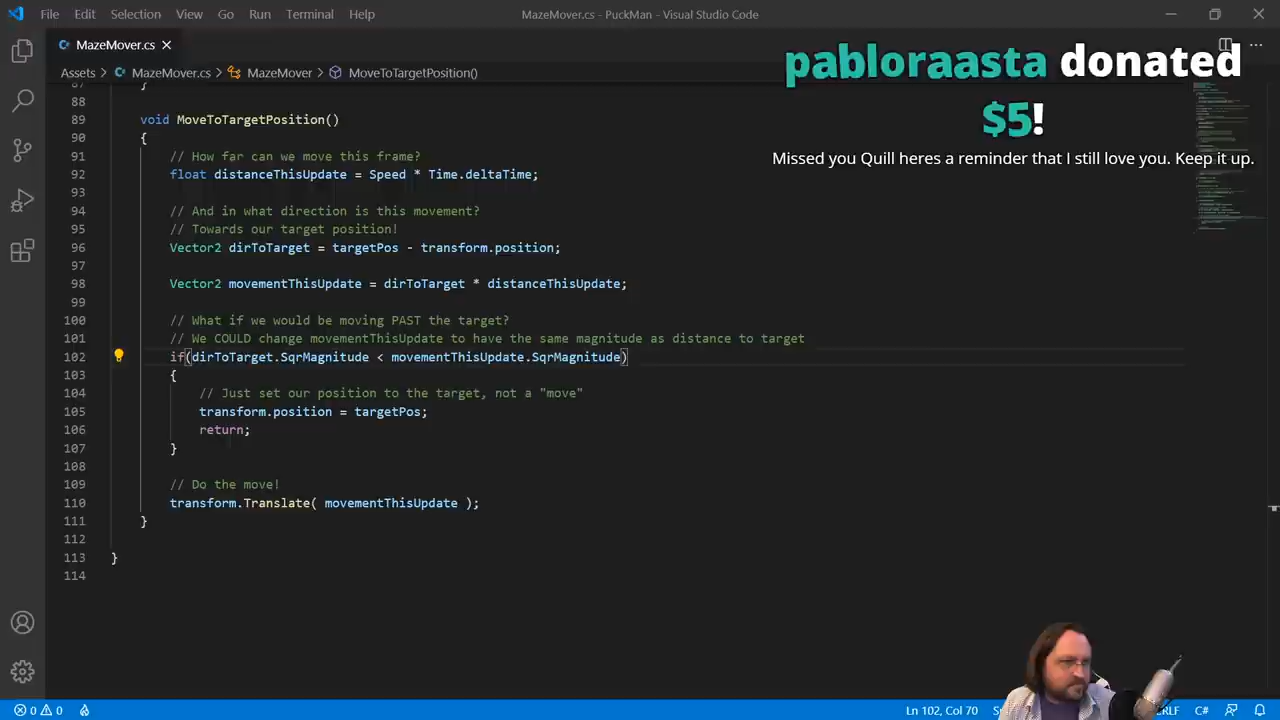 File Edit Selection View Go Run Terminal Help
MazeMover.cs - PuckMan - Visual Studio Code
MazeMover.cs
Assets > MazeMover.cs > MazeMover > MoveToTargetPosition()
pabloraasta donated
$5!
Missed you Quill heres a reminder that I still love you. Keep it up.
87 }
88
89 void MoveToTargetPosition()
90 {
91 // How far can we move this frame?
92 float distanceThisUpdate = Speed * Time.deltaTime;
93
94 // And in what direction is this movement?
95 // Towards our target position!
96 Vector2 dirToTarget = targetPos - transform.position;
97
98 Vector2 movementThisUpdate = dirToTarget * distanceThisUpdate;
99
100 // What if we would be moving PAST the target?
101 // We COULD change movementThisUpdate to have the same magnitude as distance to target
102 if(dirToTarget.SqrMagnitude < movementThisUpdate.SqrMagnitude)
103 {
104 // Just set our position to the target, not a "move"
105 transform.position = targetPos;
106 return;
107 }
108
109 // Do the move!
110 transform.Translate( movementThisUpdate );
111 }
112
113 }
114
0 0 Ln 102, Col 70 C#